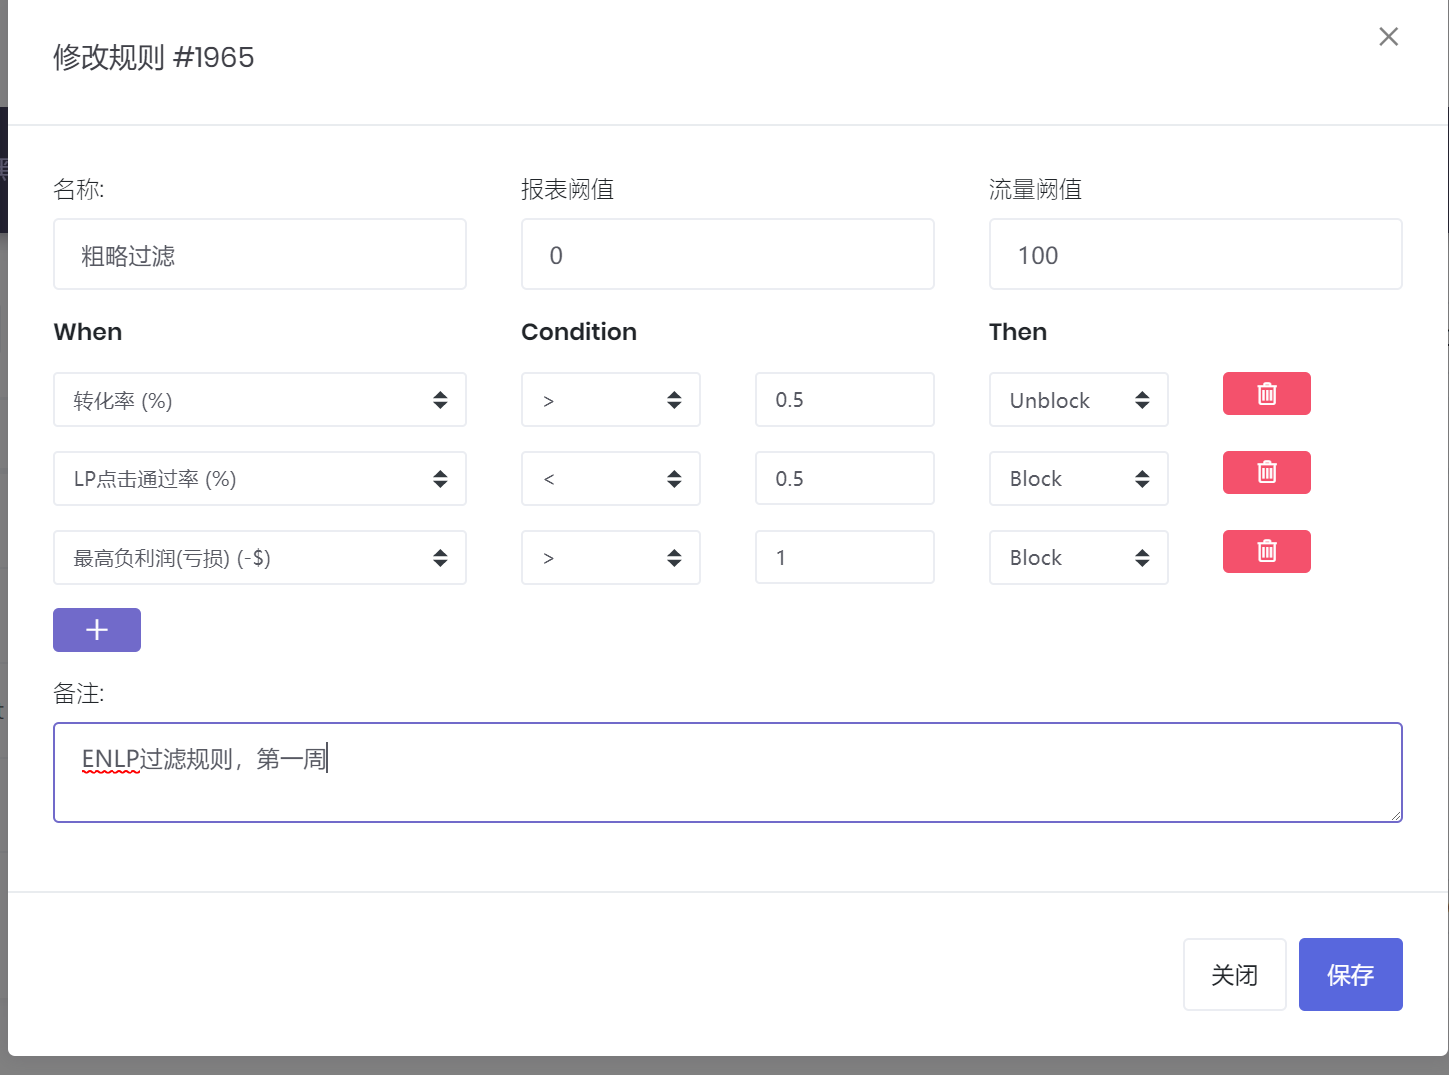 修改规则 #1965
名称: 报表阙值 流量阙值
粗略过滤 0 100
When Condition Then
转化率 (%) > 0.5 Unblock
LP点击通过率 (%) < 0.5 Block
最高负利润(亏损) (-$) > 1 Block
备注:
ENLP过滤规则，第一周
关闭 保存